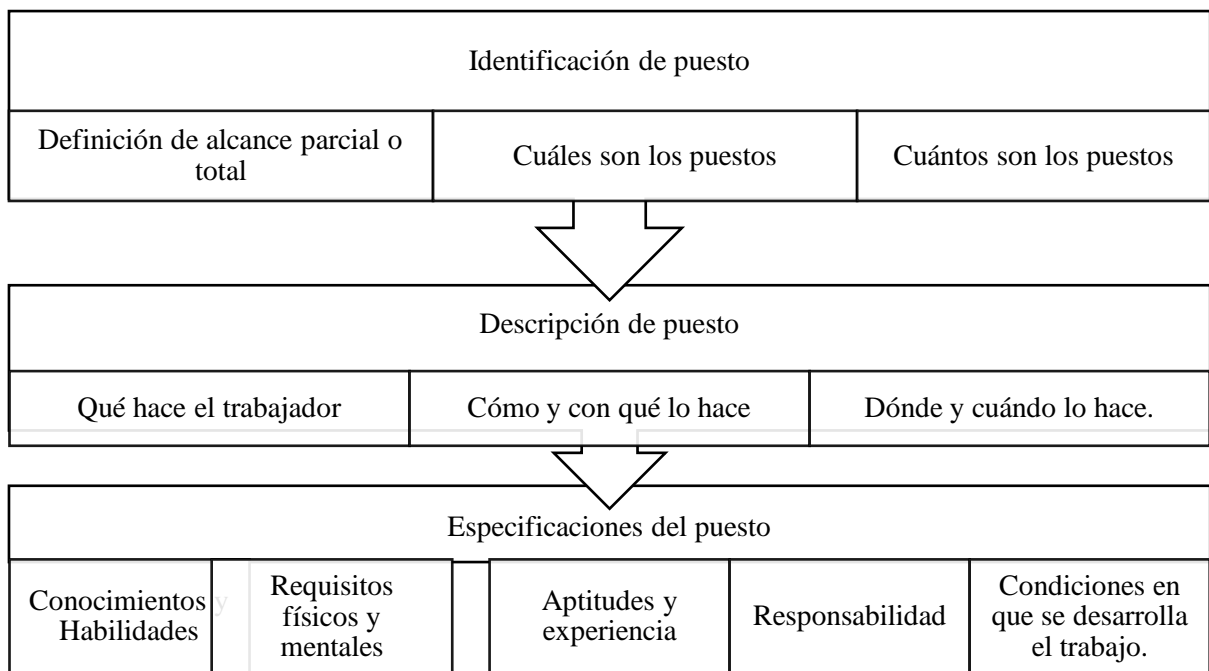 Identificación de puesto
Definición de alcance parcial o
total
Cuáles son los puestos
Cuántos son los puestos
Descripción de puesto
Qué hace el trabajador
Cómo y con qué lo hace
Dónde y cuándo lo hace.
Especificaciones del puesto
Conocimientos y
Habilidades
Requisitos
físicos y
mentales
Aptitudes y
experiencia
Responsabilidad
Condiciones en
que se desarrolla
el trabajo.